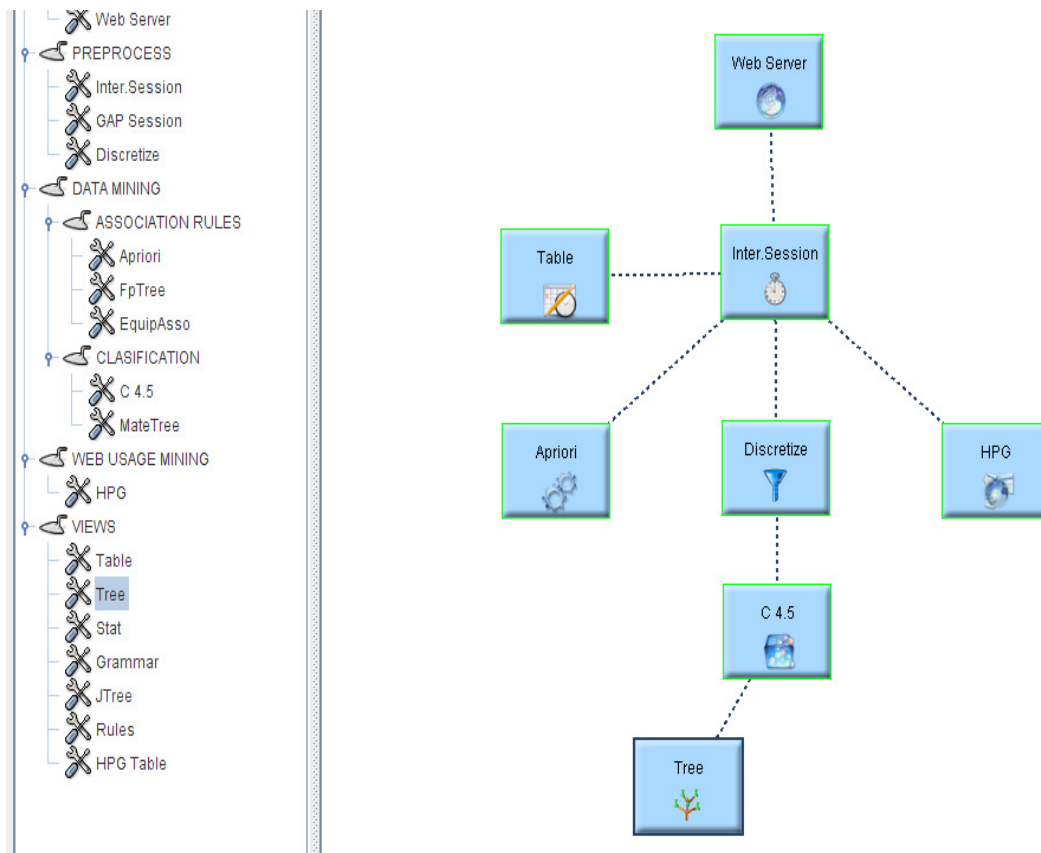 Web Server
PREPROCESS
Inter.Session
GAP Session
Discretize
DATA MINING
ASSOCIATION RULES
Apriori
FpTree
EquipAsso
CLASIFICATION
C 4.5
MateTree
WEB USAGE MINING
HPG
VIEWS
Table
Tree
Stat
Grammar
JTree
Rules
HPG Table
Web Server
Table
Inter.Session
Apriori
Discretize
HPG
C 4.5
Tree